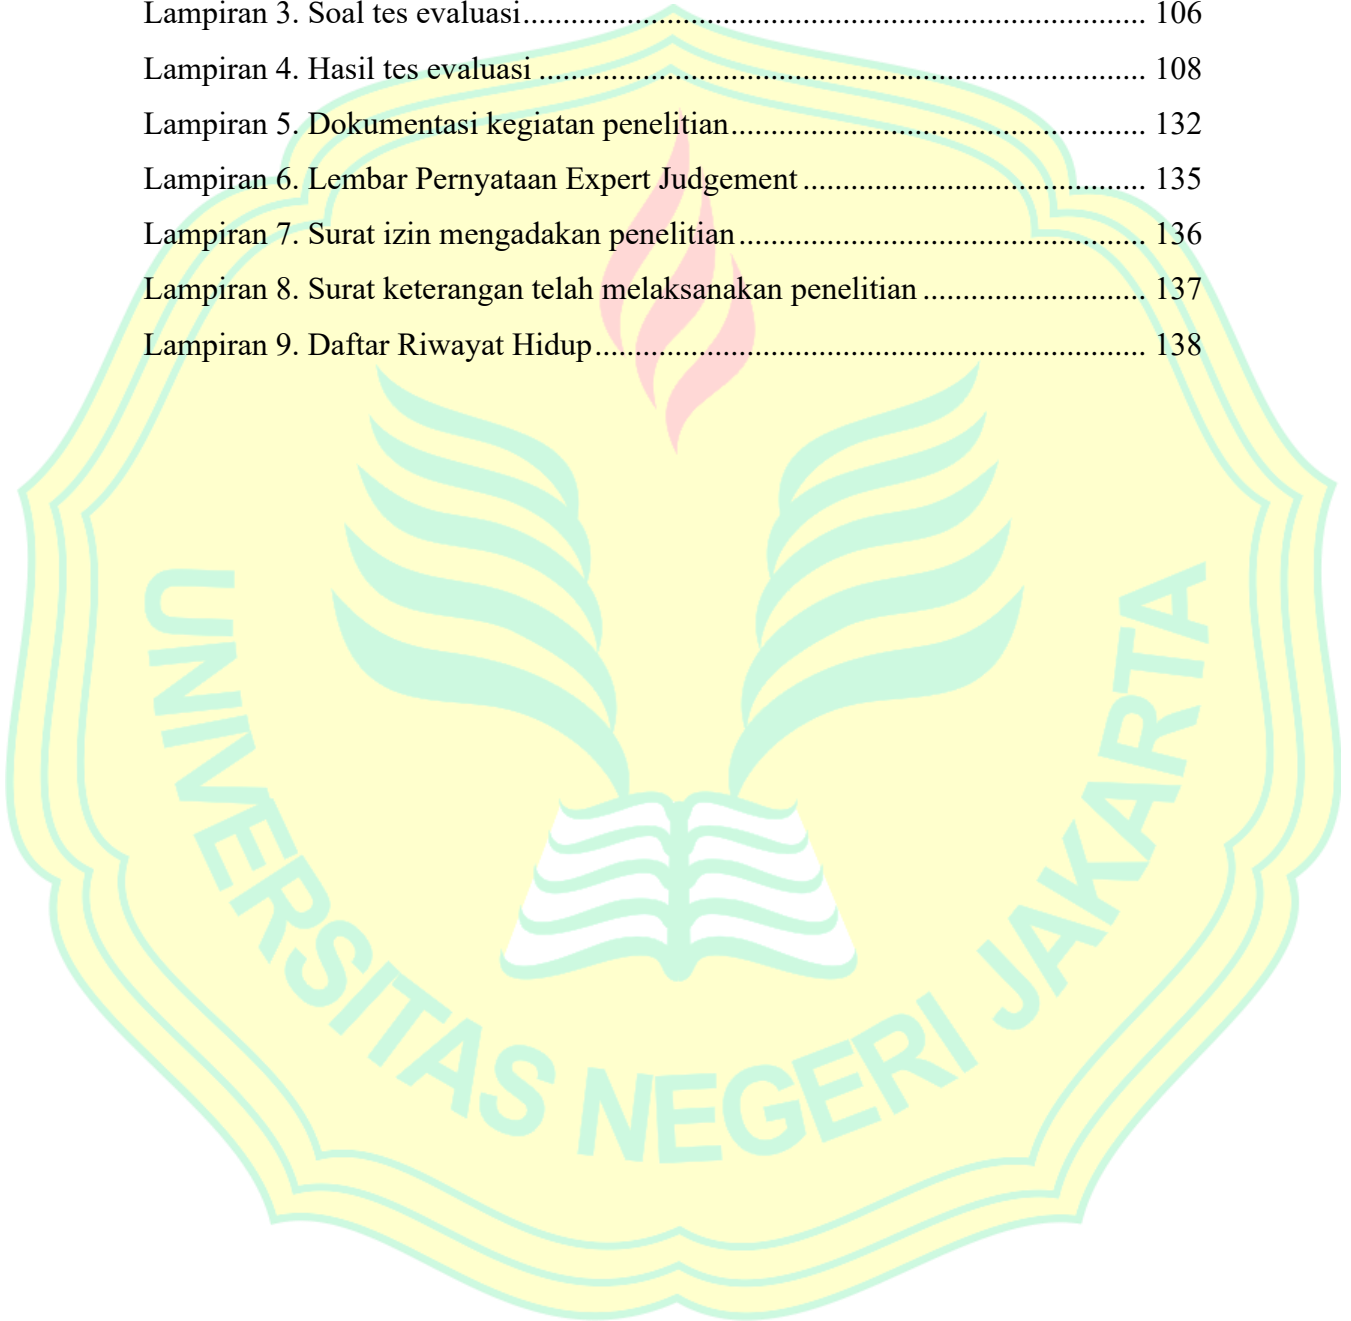 Lampiran 3. Soal tes evaluasi.............................................................................. 106
Lampiran 4. Hasil tes evaluasi ............................................................................ 108
Lampiran 5. Dokumentasi kegiatan penelitian.................................................... 132
Lampiran 6. Lembar Pernyataan Expert Judgement ........................................... 135
Lampiran 7. Surat izin mengadakan penelitian ................................................... 136
Lampiran 8. Surat keterangan telah melaksanakan penelitian ............................ 137
Lampiran 9. Daftar Riwayat Hidup..................................................................... 138
UNIVERSITAS NEGERI JAKARTA